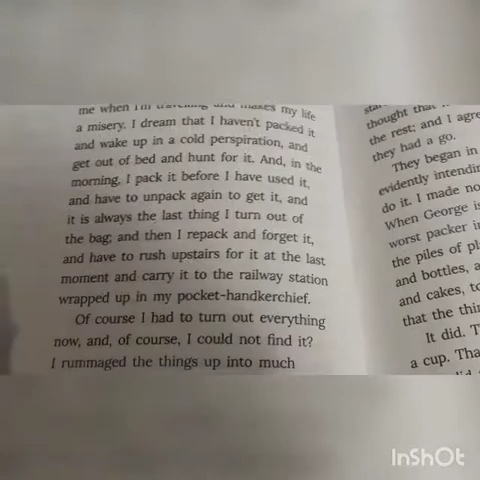 me when I'm travelling and makes my life
a misery. I dream that I haven't packed it
and wake up in a cold perspiration, and
get out of bed and hunt for it. And, in the
morning, I pack it before I have used it,
and have to unpack again to get it, and
it is always the last thing I turn out of
the bag; and then I repack and forget it,
and have to rush upstairs for it at the last
moment and carry it to the railway station
wrapped up in my pocket-handkerchief.
Of course I had to turn out everything
now, and, of course, I could not find it?
I rummaged the things up into much
thought that
the rest; and I agre
they had a go.
They began in
evidently intendin
do it. I made no
When George is
worst packer i
the piles of pl
and bottles, a
and cakes, to
that the thi
It did. T
a cup. Tha
InShOt